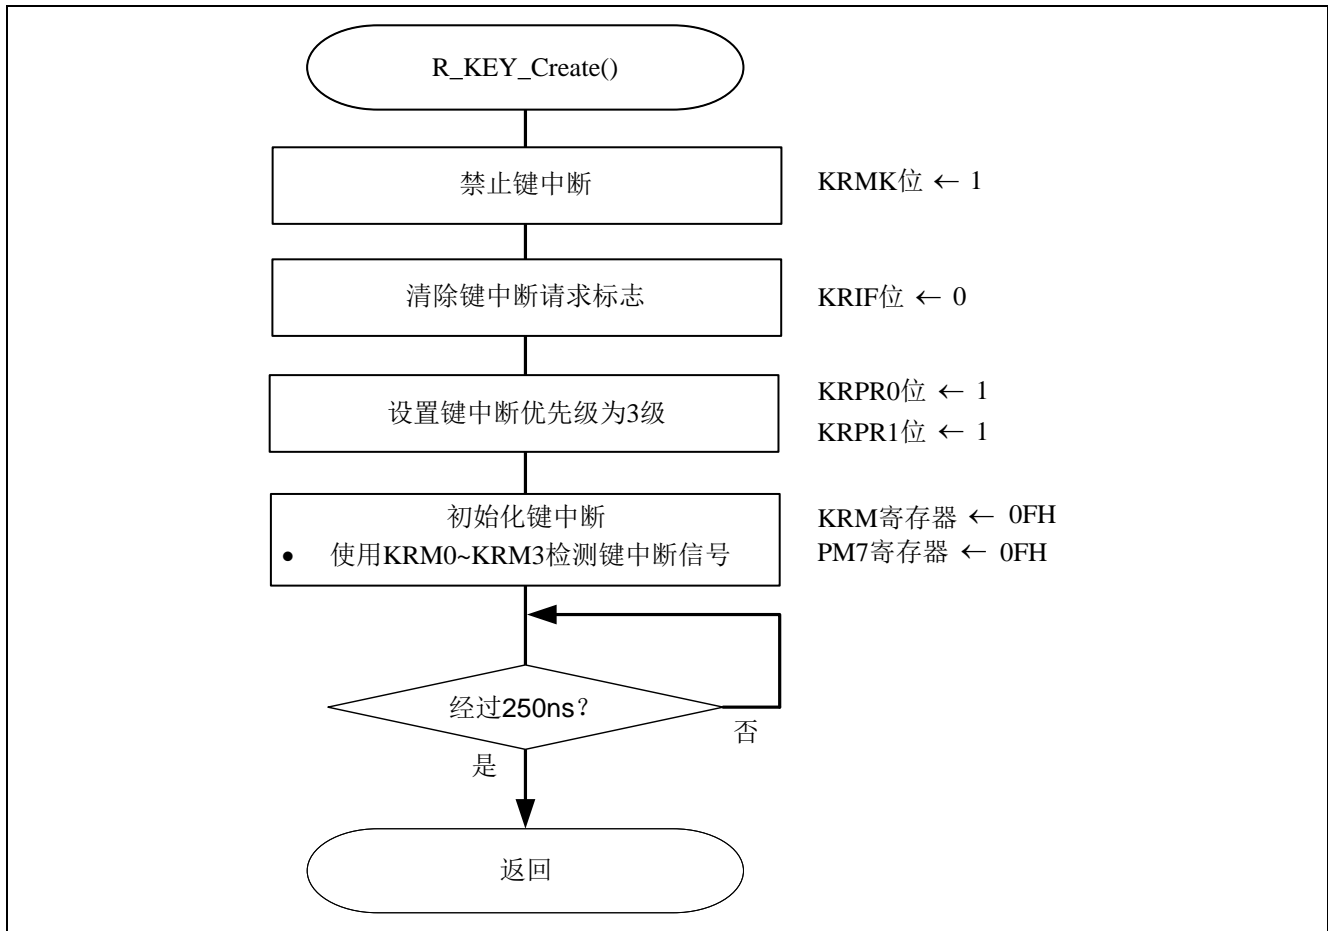 R_KEY_Create()
禁止键中断
KRMK位 ← 1
清除键中断请求标志
KRIF位 ← 0
设置键中断优先级为3级
KRPR0位 ← 1
KRPR1位 ← 1
初始化键中断
• 使用KRM0~KRM3检测键中断信号
KRM寄存器 ← 0FH
PM7寄存器 ← 0FH
经过250ns?
否
是
返回